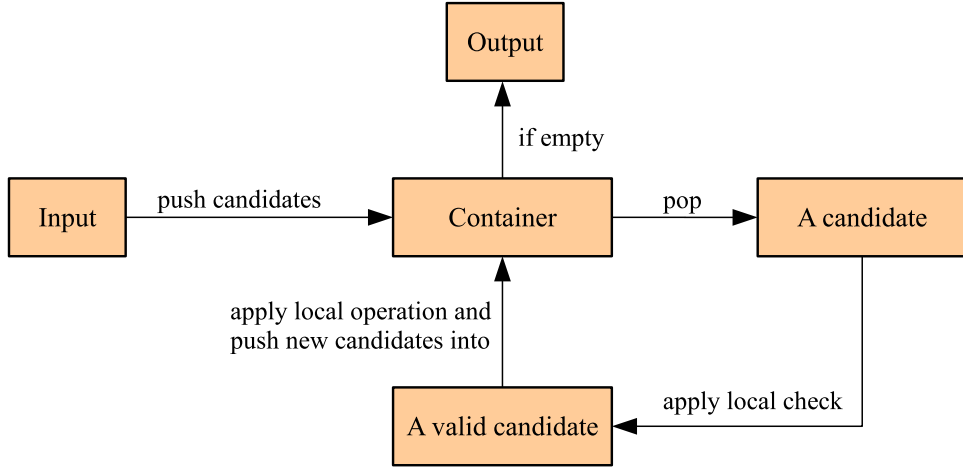 Output
if empty
Input
push candidates
Container
pop
A candidate
apply local operation and
push new candidates into
A valid candidate
apply local check